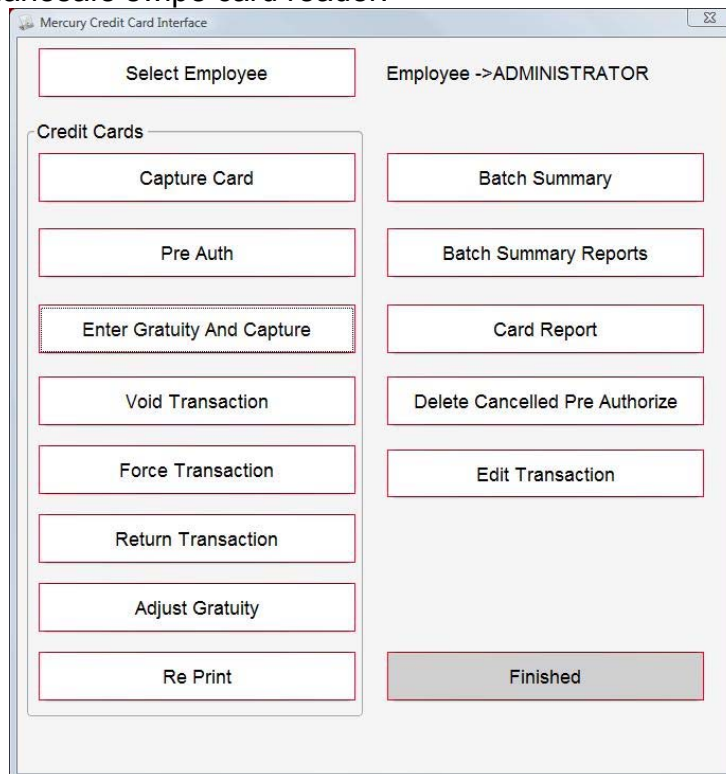 Mercury Credit Card Interface
Select Employee
Employee ->ADMINISTRATOR
Credit Cards
Capture Card
Batch Summary
Pre Auth
Batch Summary Reports
Enter Gratuity And Capture
Card Report
Void Transaction
Delete Cancelled Pre Authorize
Force Transaction
Edit Transaction
Return Transaction
Adjust Gratuity
Re Print
Finished